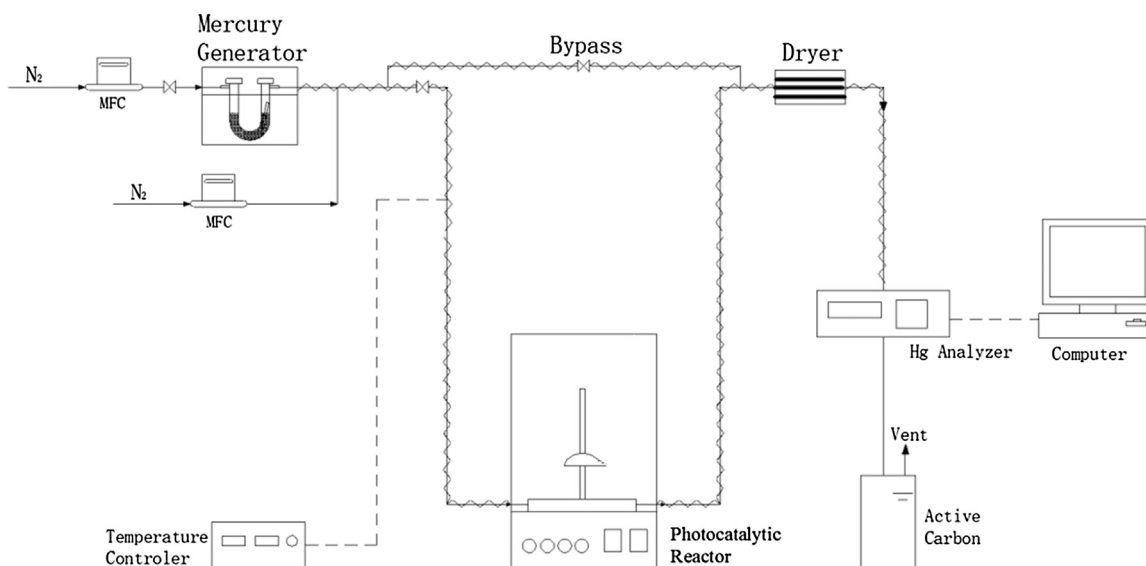 Mercury
Generator
Bypass
Dryer
N₂
MFC
N₂
MFC
Hg Analyzer
Computer
Vent
Active
Carbon
Temperature
Controler
Photocatalytic
Reactor